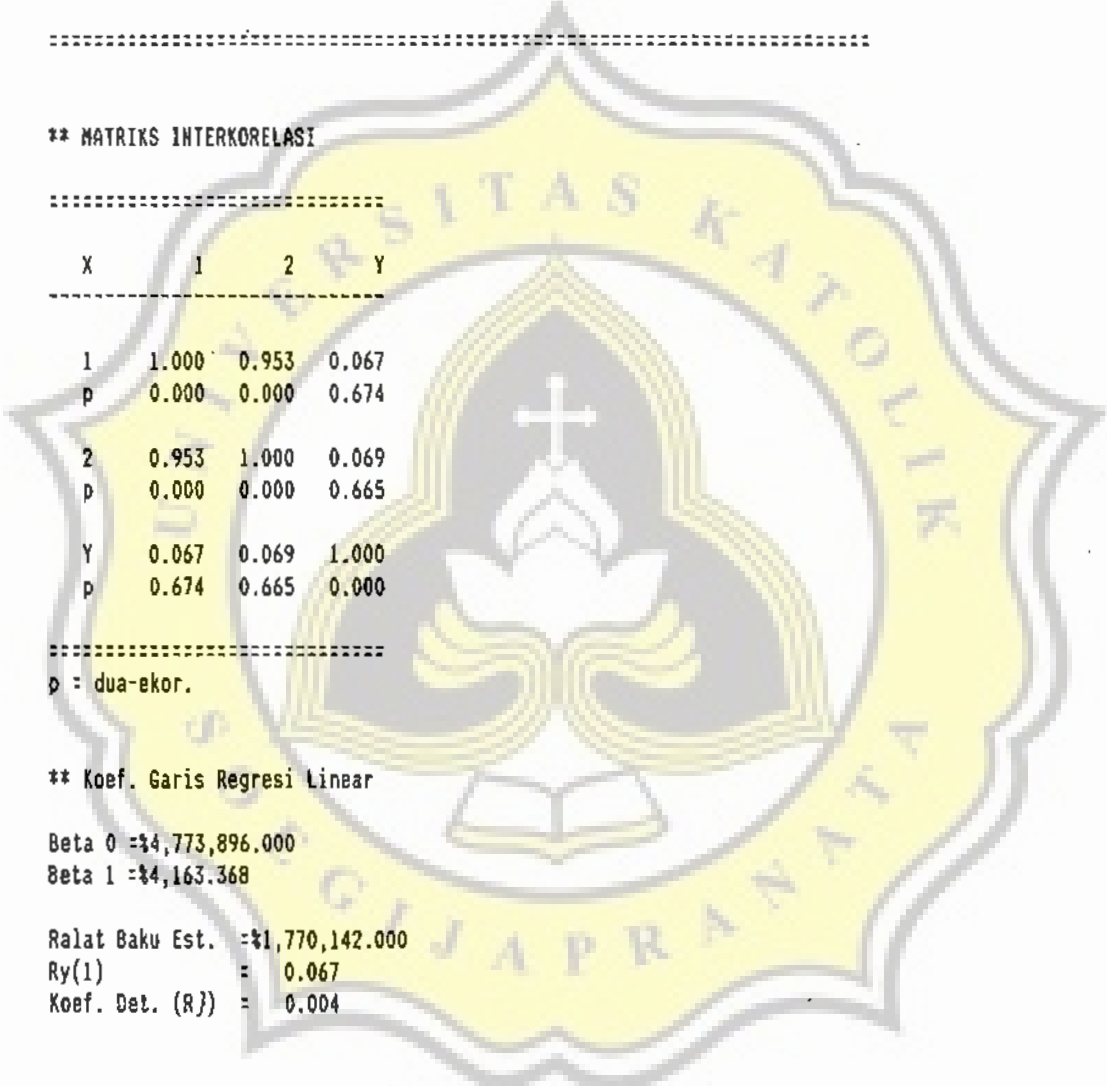 ** MATRIKS INTERKORELASI
X 1 2 Y
1 1.000 0.953 0.067
p 0.000 0.000 0.674
2 0.953 1.000 0.069
p 0.000 0.000 0.665
Y 0.067 0.069 1.000
p 0.674 0.665 0.000
p = dua-ekor.
** Koef. Garis Regresi Linear
Beta 0 =%4,773,896.000
Beta 1 =%4,163.368
Ralat Baku Est. =%1,770,142.000
Ry(1) = 0.067
Koef. Det. (R}) = 0.004
UNIVERSITAS KATOLIK
SOEGIJAPRANATA